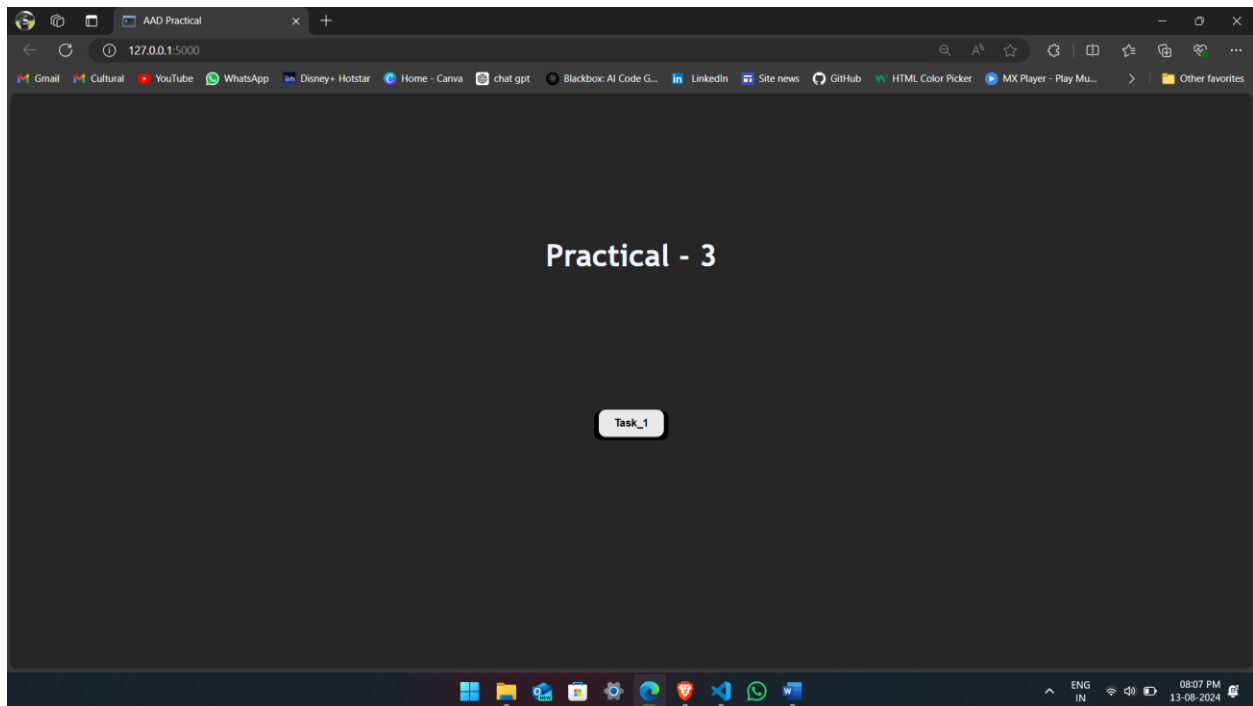 AAD Practical
127.0.0.1:5000
Gmail Cultural YouTube WhatsApp Disney+ Hotstar Home - Canva chat gpt Blackbox: AI Code G... LinkedIn Site news GitHub HTML Color Picker MX Player - Play Mu... Other favorites
Practical - 3
Task_1
ENG 08:07 PM
IN 13-08-2024